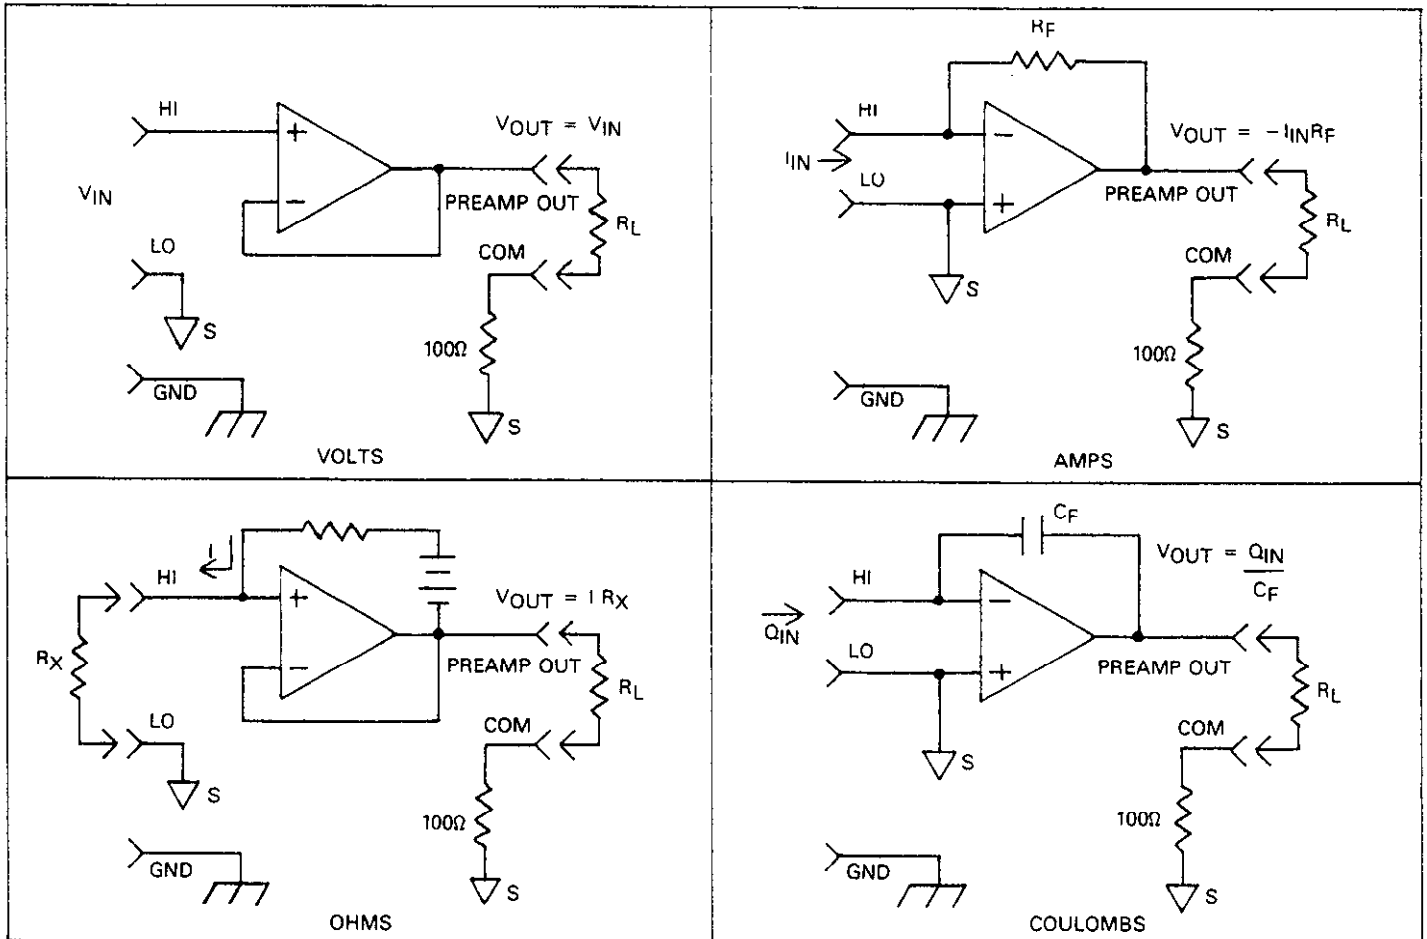 HI
+
VOUT = VIN
VIN
−
PREAMP OUT
RL
LO
COM
S
100Ω
GND
S
VOLTS
RF
HI
−
VOUT = −IINRF
IIN
LO
+
PREAMP OUT
RL
COM
S
100Ω
GND
S
AMPS
I
HI
+
VOUT = I RX
RX
−
PREAMP OUT
RL
LO
COM
S
100Ω
GND
S
OHMS
CF
VOUT = QIN
CF
HI
−
QIN
LO
+
PREAMP OUT
RL
COM
S
100Ω
GND
S
COULOMBS